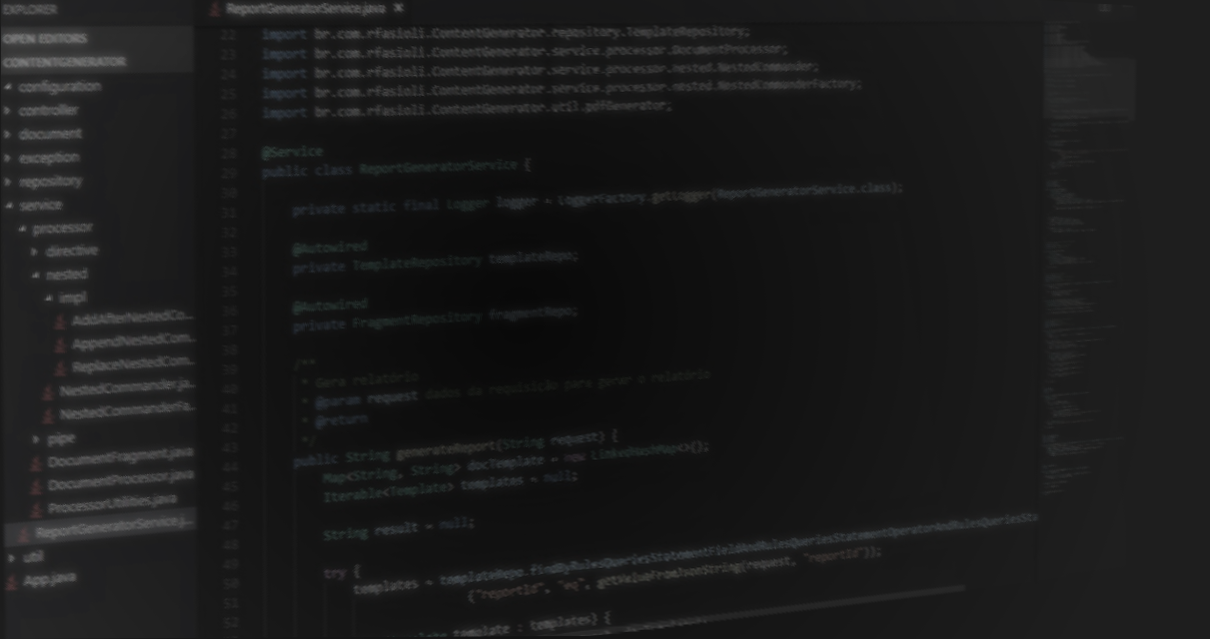 EXPLORER
OPEN EDITORS
CONTENTGENERATOR
configuration
controller
document
exception
repository
service
processor
directive
nested
impl
AddAfterNestedCo...
AppendNestedCom...
ReplaceNestedCom...
NestedCommander.ja...
NestedCommanderFa...
pipe
DocumentFragment.java
DocumentProcessor.java
ProcessorUtilities.java
ReportGeneratorService.j...
util
App.java
ReportGeneratorService.java ×
22 import br.com.rfasioli.ContentGenerator.repository.TemplateRepository;
23 import br.com.rfasioli.ContentGenerator.service.processor.DocumentProcessor;
24 import br.com.rfasioli.ContentGenerator.service.processor.nested.NestedCommander;
25 import br.com.rfasioli.ContentGenerator.service.processor.nested.NestedCommanderFactory;
26 import br.com.rfasioli.ContentGenerator.util.pdfGenerator;
27
28 @Service
29 public class ReportGeneratorService {
30
31 private static final Logger logger = LoggerFactory.getLogger(ReportGeneratorService.class);
32
33 @Autowired
34 private TemplateRepository templateRepo;
35
36 @Autowired
37 private FragmentRepository fragmentRepo;
38
39 /**
40 * Gera relatório
41 * @param request dados da requisição para gerar o relatório
42 * @return
43 */
44 public String generateReport(String request) {
45 Map<String, String> docTemplate = new LinkedHashMap<>();
46 Iterable<Template> templates = null;
47
48 String result = null;
49
50 try {
51 templates = templateRepo.findByRulesQueriesStatementFieldAndRulesQueriesStatementOperatorAndRulesQueriesSta
52 ("reportId", "eq", getValueFromJsonString(request, "reportId"));
template : templates) {